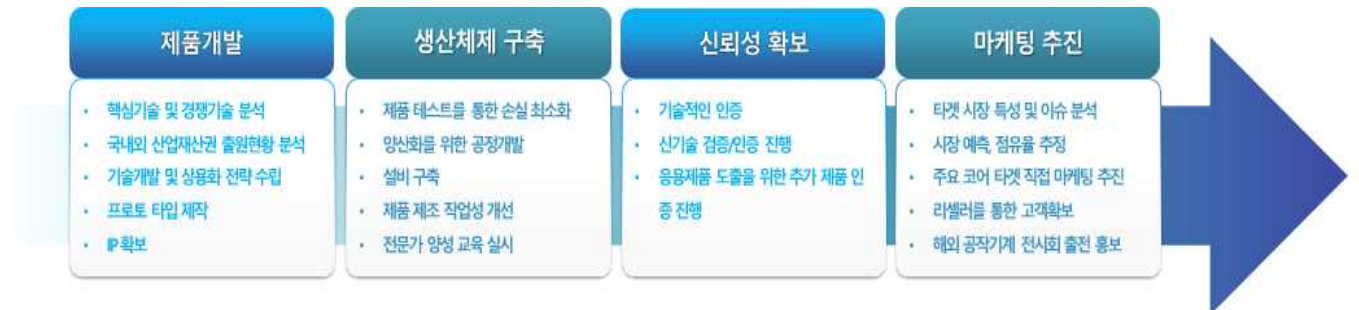 제품개발
• 핵심기술 및 경쟁기술 분석
• 국내외 산업재산권 출원현황 분석
• 기술개발 및 상용화 전략 수립
• 프로토 타입 제작
• IP 확보
생산체제 구축
• 제품 테스트를 통한 손실 최소화
• 양산화를 위한 공정개발
• 설비 구축
• 제품 제조 작업성 개선
• 전문가 양성 교육 실시
신뢰성 확보
• 기술적인 인증
• 신기술 검증/인증 진행
• 응용제품 도출을 위한 추가 제품 인
증 진행
마케팅 추진
• 타겟 시장 특성 및 이슈 분석
• 시장 예측, 점유율 추정
• 주요 코어 타겟 직접 마케팅 추진
• 리셀러를 통한 고객확보
• 해외 공작기계 전시회 출전 홍보